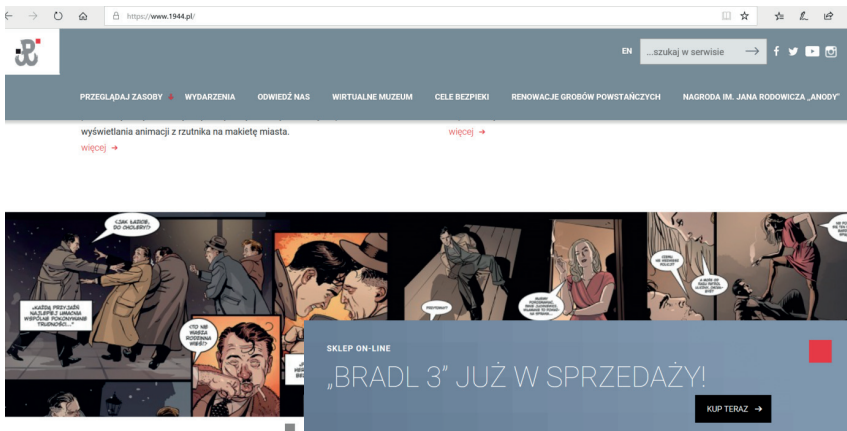 https://www.1944.pl/
EN
...szukaj w serwisie
PRZEGLĄDAJ ZASOBY
WYDARZENIA
ODWIEDŹ NAS
WIRTUALNE MUZEUM
CELE BEZPIEKI
RENOWACJE GROBÓW POWSTAŃCZYCH
NAGRODA IM. JANA RODOWICZA „ANODY"
wyświetlania animacji z rzutnika na makietę miasta.
więcej →
więcej →
<JAK ŁAZICIE,
DO CHOLERY!>
„KAŻDĄ PRZYJAŹŃ
NAJLEPIEJ UMACNIA
WSPÓLNE POKONYWANIE
TRUDNOŚCI..."
<TO NIE
WASZA
RODZINNA
WIEŚ!>
SKLEP ON-LINE
„BRADL 3" JUŻ W SPRZEDAŻY!
KUP TERAZ →